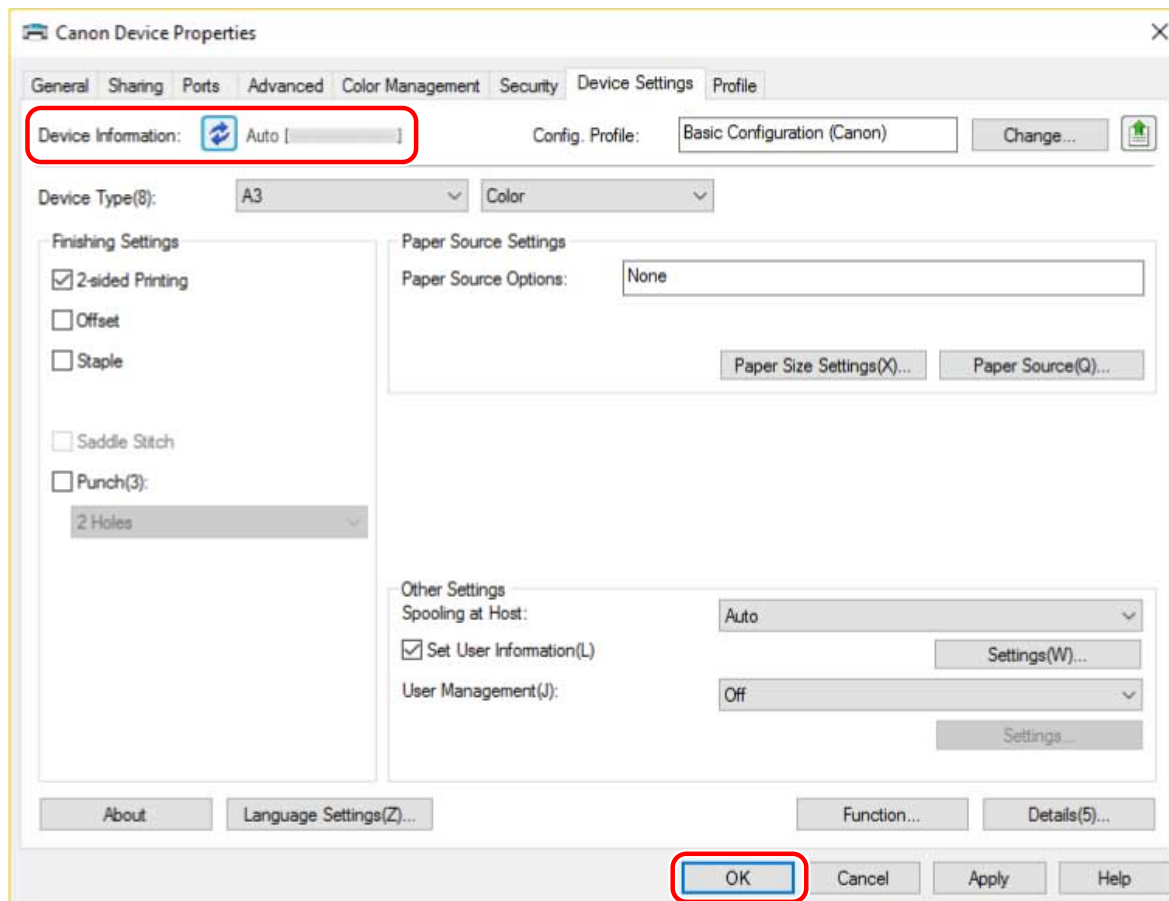 Canon Device Properties
General Sharing Ports Advanced Color Management Security Device Settings Profile
Device Information: Auto [ ] Config. Profile: Basic Configuration (Canon) Change...
Device Type(8): A3 Color
Finishing Settings
2-sided Printing
Offset
Staple
Saddle Stitch
Punch(3):
2 Holes
Paper Source Settings
Paper Source Options: None
Paper Size Settings(X)... Paper Source(Q)...
Other Settings
Spooling at Host: Auto
Set User Information(L) Settings(W)...
User Management(J): Off
Settings...
About Language Settings(Z)... Function... Details(5)...
OK Cancel Apply Help